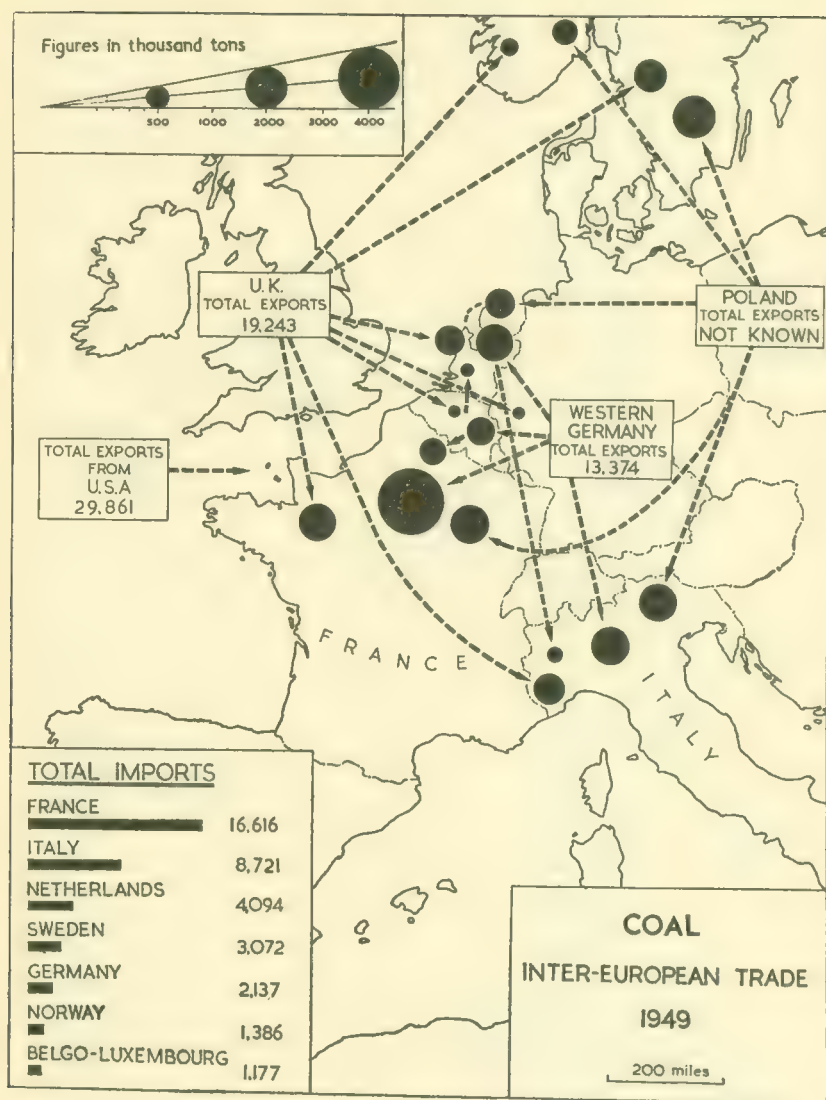 Figures in thousand tons
500 1000 2000 3000 4000
U.K.
TOTAL EXPORTS
19,243
POLAND
TOTAL EXPORTS
NOT KNOWN
WESTERN
GERMANY
TOTAL EXPORTS
13,374
TOTAL EXPORTS
FROM
U.S.A
29,861
FRANCE
ITALY
TOTAL IMPORTS
FRANCE
16,616
ITALY
8,721
NETHERLANDS
4,094
SWEDEN
3,072
GERMANY
2,137
NORWAY
1,386
BELGO-LUXEMBOURG
1,177
COAL
INTER-EUROPEAN TRADE
1949
200 miles